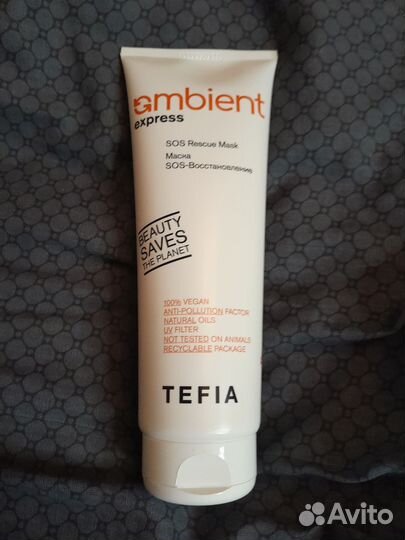 ambient
express
SOS Rescue Mask
Маска
SOS-Восстановление
BEAUTY
SAVES
THE PLANET
100% VEGAN
ANTI-POLLUTION FACTOR
NATURAL OILS
UV FILTER
NOT TESTED ON ANIMALS
RECYCLABLE PACKAGE
TEFIA
Avito